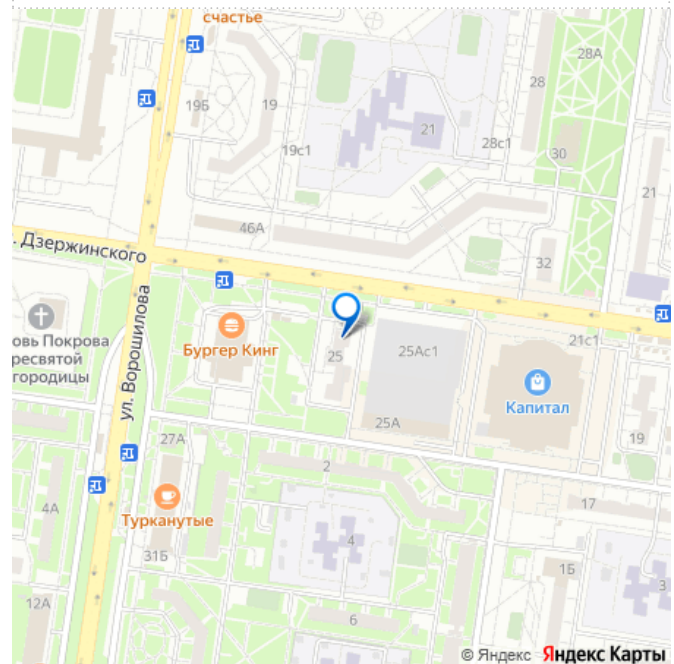 счастье
28А
28
19Б
19
21
19с1
28с1
30
21
46А
. Дзержинского
32
21с1
овь Покрова
ресвятой
городицы
ул. Ворошилова
Бургер Кинг
25
25Ас1
Капитал
25А
19
27А
2
4А
17
Турканутые
31Б
4
1Б
3
12А
6
© Яндекс Яндекс Карты